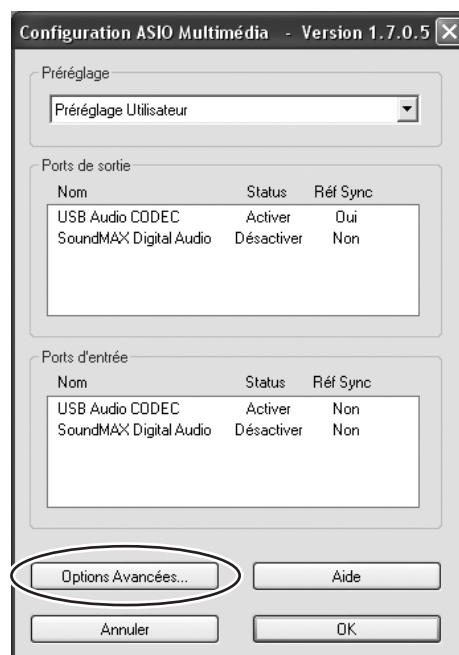 Configuration ASIO Multimédia - Version 1.7.0.5
Préréglage
Préréglage Utilisateur
Ports de sortie
Nom Status Réf Sync
USB Audio CODEC Activer Oui
SoundMAX Digital Audio Désactiver Non
Ports d'entrée
Nom Status Réf Sync
USB Audio CODEC Activer Non
SoundMAX Digital Audio Désactiver Non
Options Avancées... Aide
Annuler OK